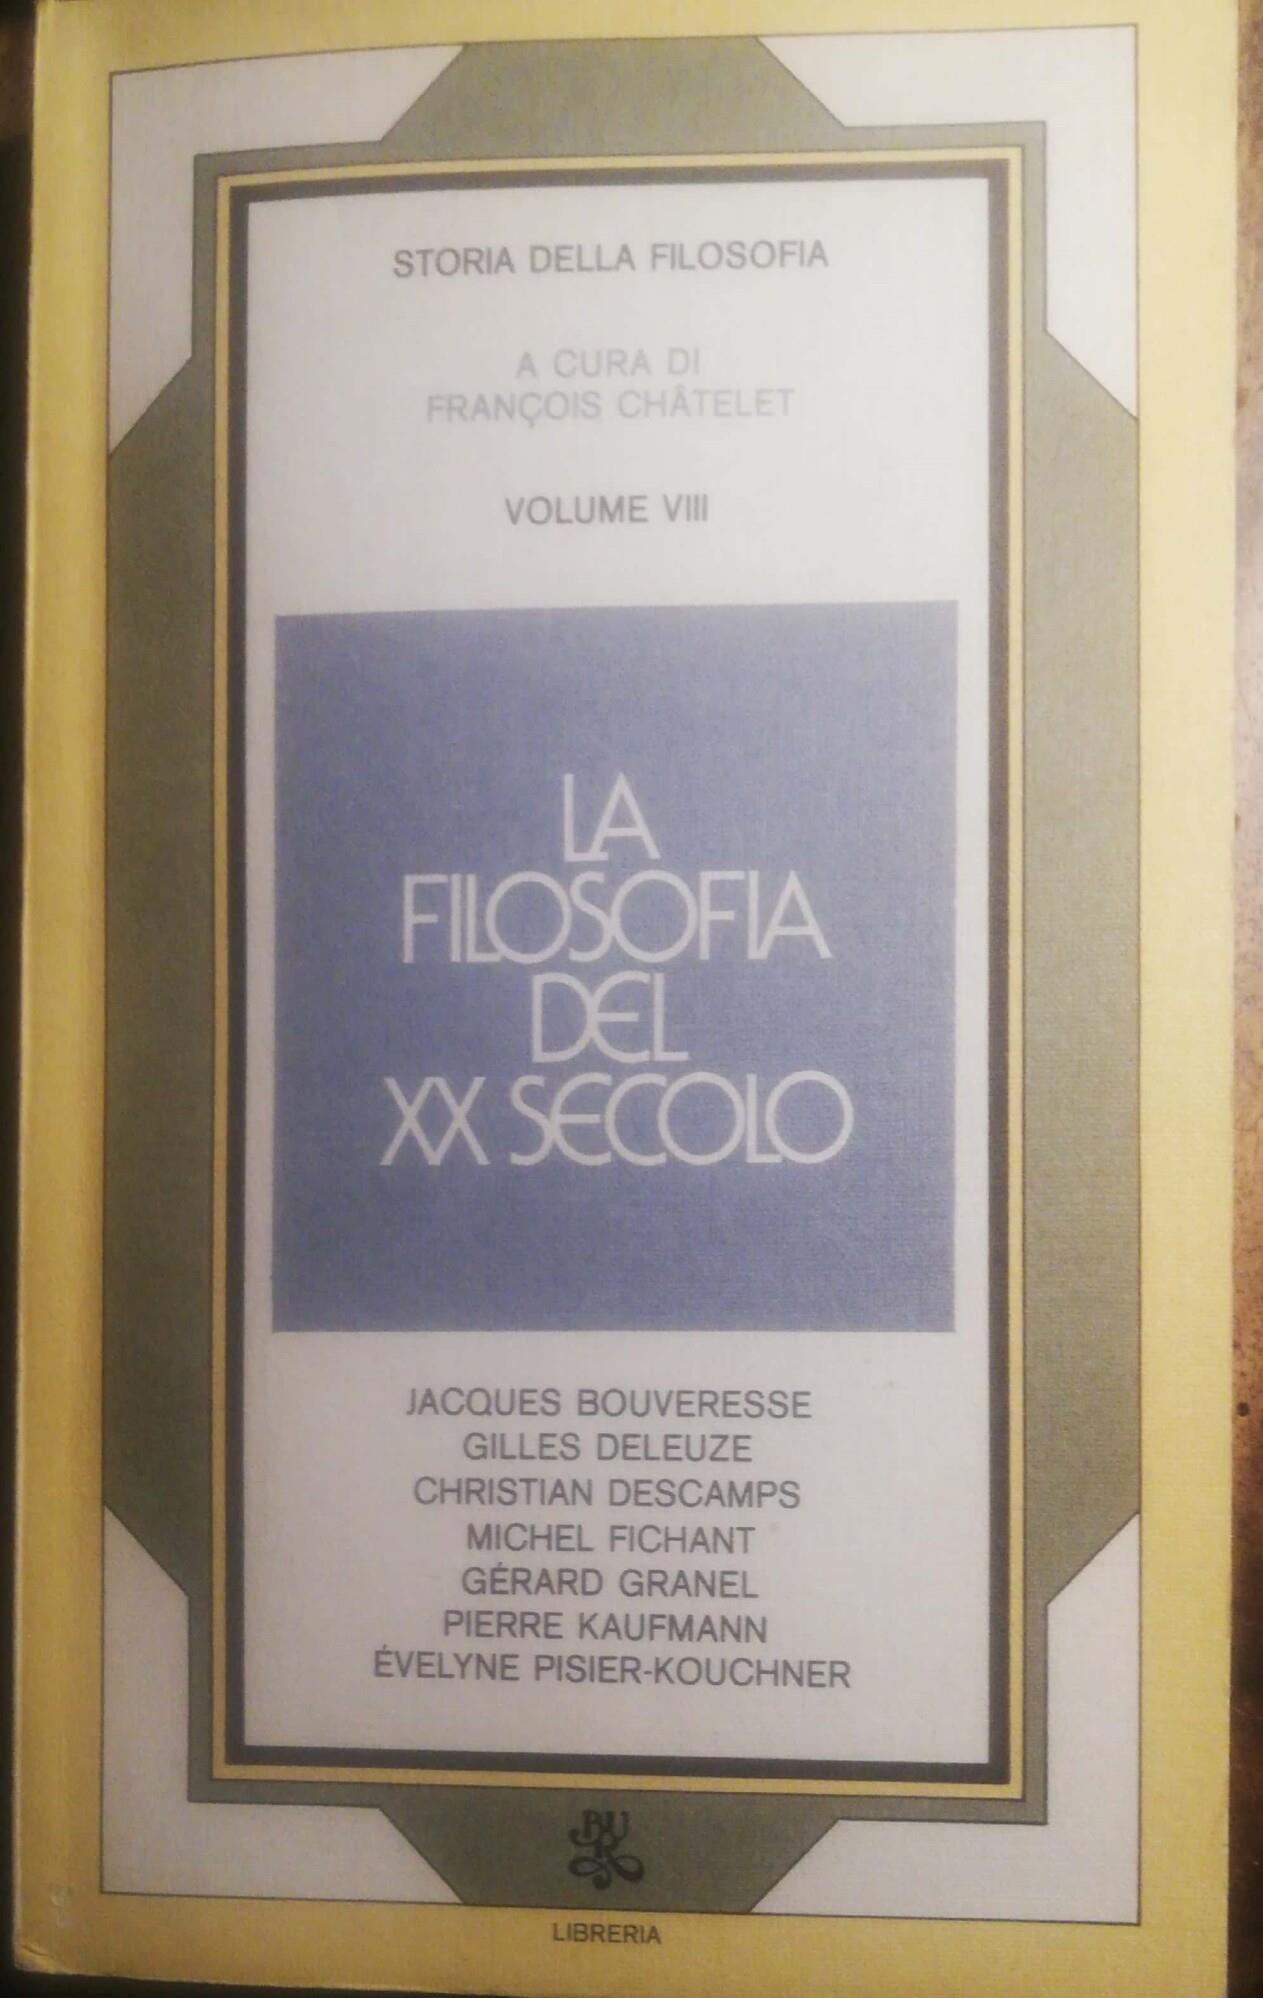 STORIA DELLA FILOSOFIA
A CURA DI
FRANÇOIS CHÂTELET
VOLUME VIII
LA
FILOSOFIA
DEL
XX SECOLO
JACQUES BOUVERESSE
GILLES DELEUZE
CHRISTIAN DESCAMPS
MICHEL FICHANT
GÉRARD GRANEL
PIERRE KAUFMANN
ÉVELYNE PISIER-KOUCHNER
BUR
LIBRERIA